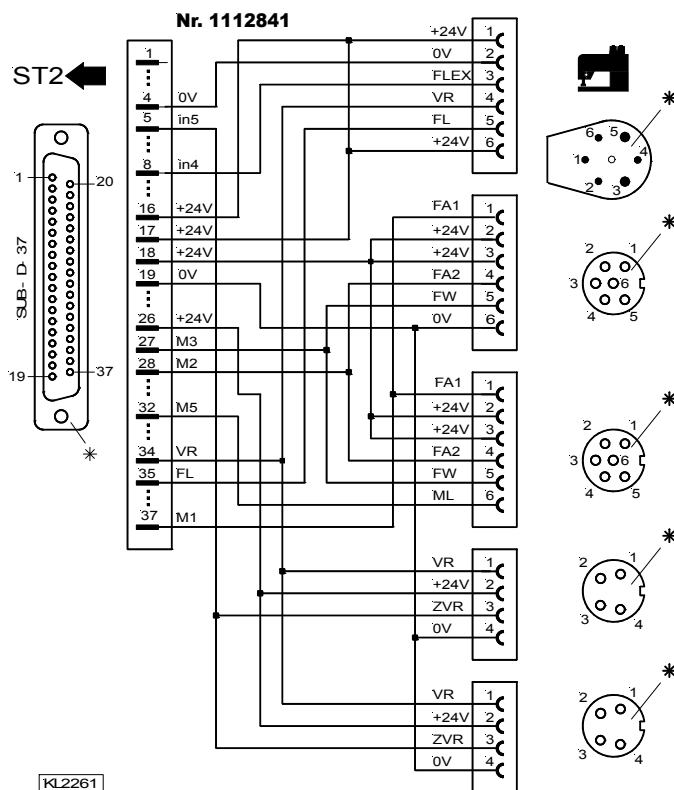 Nr. 1112841
ST2
SUB- D- 37
1
20
19
37
*
1
4 0V
5 in5
8 in4
16 +24V
17 +24V
18 +24V
19 0V
26 +24V
27 M3
28 M2
32 M5
34 VR
35 FL
37 M1
+24V 1
0V 2
FLEX 3
VR 4
FL 5
+24V 6
FA1 1
+24V 2
+24V 3
FA2 4
FW 5
0V 6
FA1 1
+24V 2
+24V 3
FA2 4
FW 5
ML 6
VR 1
+24V 2
ZVR 3
0V 4
VR 1
+24V 2
ZVR 3
0V 4
*
6 5
1 4
2 3
*
2 1
3 6
4 5
*
2 1
3 6
4 5
*
2 1
3 4
*
2 1
3 4
KL2261